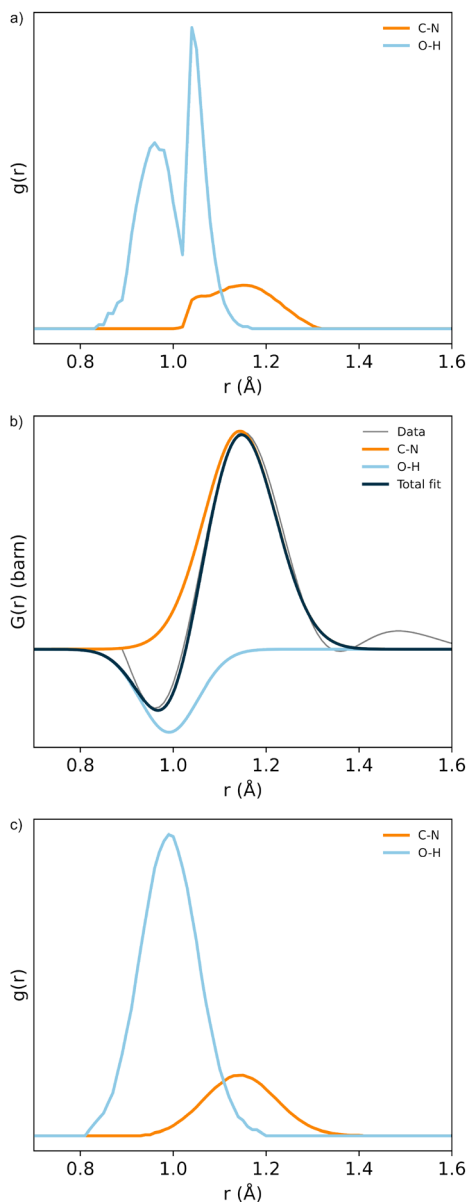 a)
g(r)
C-N
O-H
0.8 1.0 1.2 1.4 1.6
r (Å)
b)
G(r) (barn)
Data
C-N
O-H
Total fit
0.8 1.0 1.2 1.4 1.6
r (Å)
c)
g(r)
C-N
O-H
0.8 1.0 1.2 1.4 1.6
r (Å)